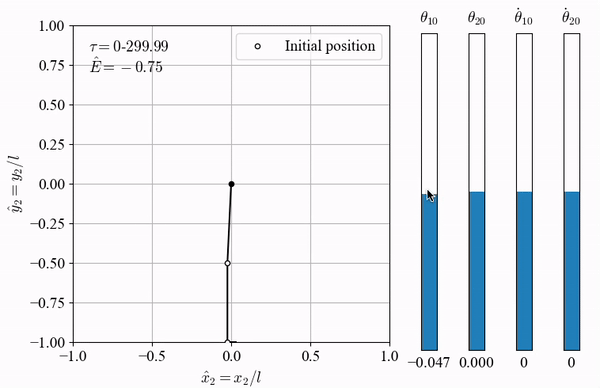 1.00
0.75
0.50
0.25
0.00
−0.25
−0.50
−0.75
−1.00
−1.0
−0.5
0.0
0.5
1.0
ŷ₂ = y₂/l
x̂₂ = x₂/l
τ = 0-299.99
Ê = −0.75
Initial position
θ₁₀ θ₂₀ θ̇₁₀ θ̇₂₀
−0.047 0.000 0 0